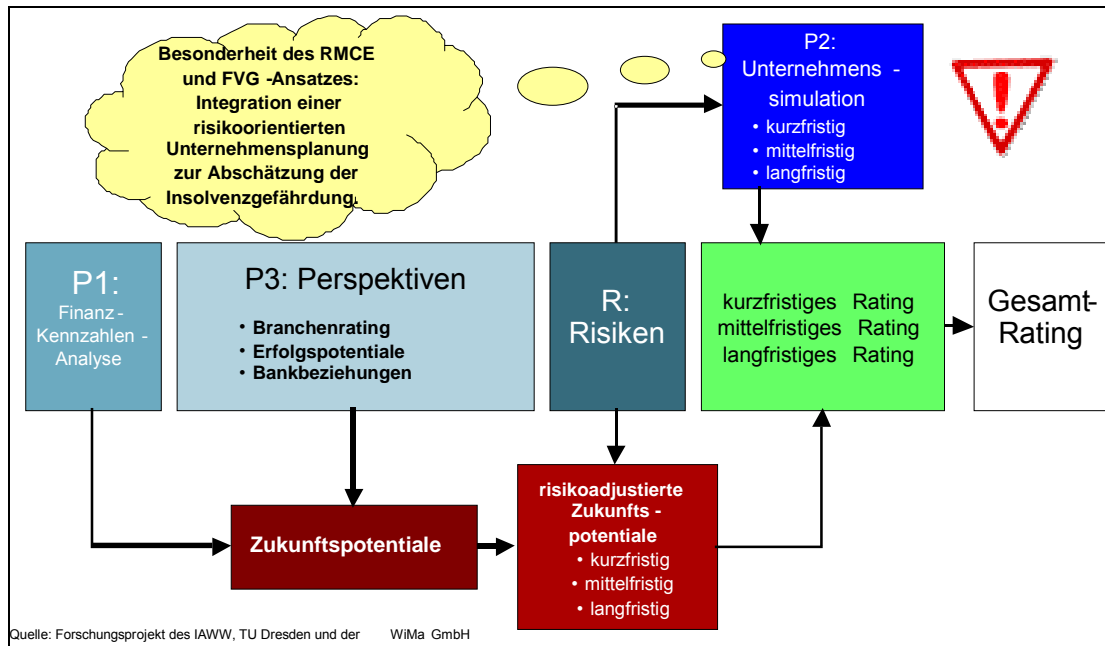 Besonderheit des RMCE
und FVG -Ansatzes:
Integration einer
risikoorientierten
Unternehmensplanung
zur Abschätzung der
Insolvenzgefährdung.
P2:
Unternehmens -
simulation
• kurzfristig
• mittelfristig
• langfristig
!
P1:
Finanz -
Kennzahlen -
Analyse
P3: Perspektiven
• Branchenrating
• Erfolgspotentiale
• Bankbeziehungen
R:
Risiken
kurzfristiges Rating
mittelfristiges Rating
langfristiges Rating
Gesamt-
Rating
Zukunftspotentiale
risikoadjustierte
Zukunfts -
potentiale
• kurzfristig
• mittelfristig
• langfristig
Quelle: Forschungsprojekt des IAWW, TU Dresden und der WiMa GmbH